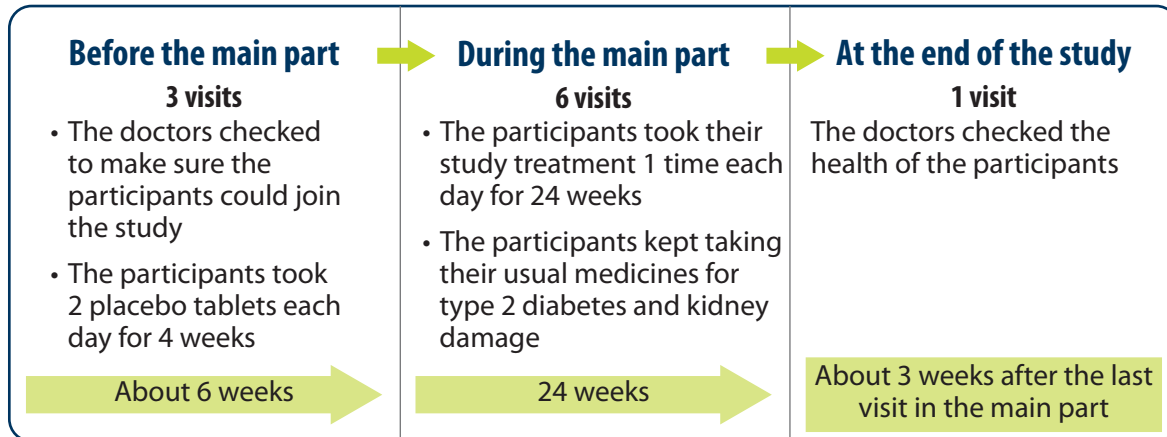 Before the main part
3 visits
• The doctors checked
to make sure the
participants could join
the study
• The participants took
2 placebo tablets each
day for 4 weeks
About 6 weeks
During the main part
6 visits
• The participants took their
study treatment 1 time each
day for 24 weeks
• The participants kept taking
their usual medicines for
type 2 diabetes and kidney
damage
24 weeks
At the end of the study
1 visit
The doctors checked the
health of the participants
About 3 weeks after the last
visit in the main part